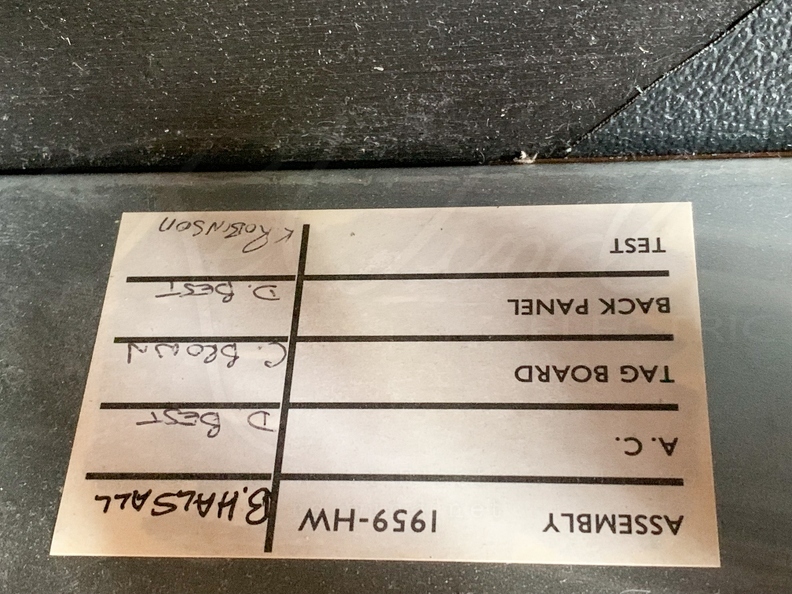 ASSEMBLY 1959-HW B. HALSALL
A.C. D BEST
TAG BOARD C. BROWN
BACK PANEL D. BEST
TEST K ROBINSON